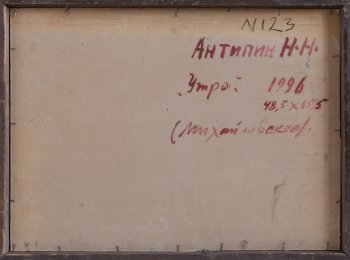 N123
Антипин Н.Н.
„Утро“ 1996
48,5 x 65,5
(Михайловское).